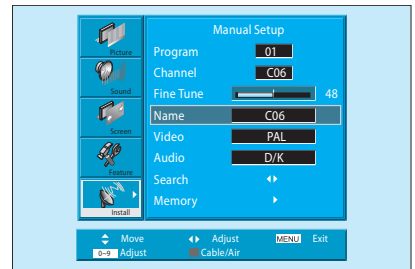 Manual Setup
Picture
Sound
Screen
Feature
Install
Program 01
Channel C06
Fine Tune 48
Name C06
Video PAL
Audio D/K
Search
Memory
Move Adjust MENU Exit
0~9 Adjust Cable/Air